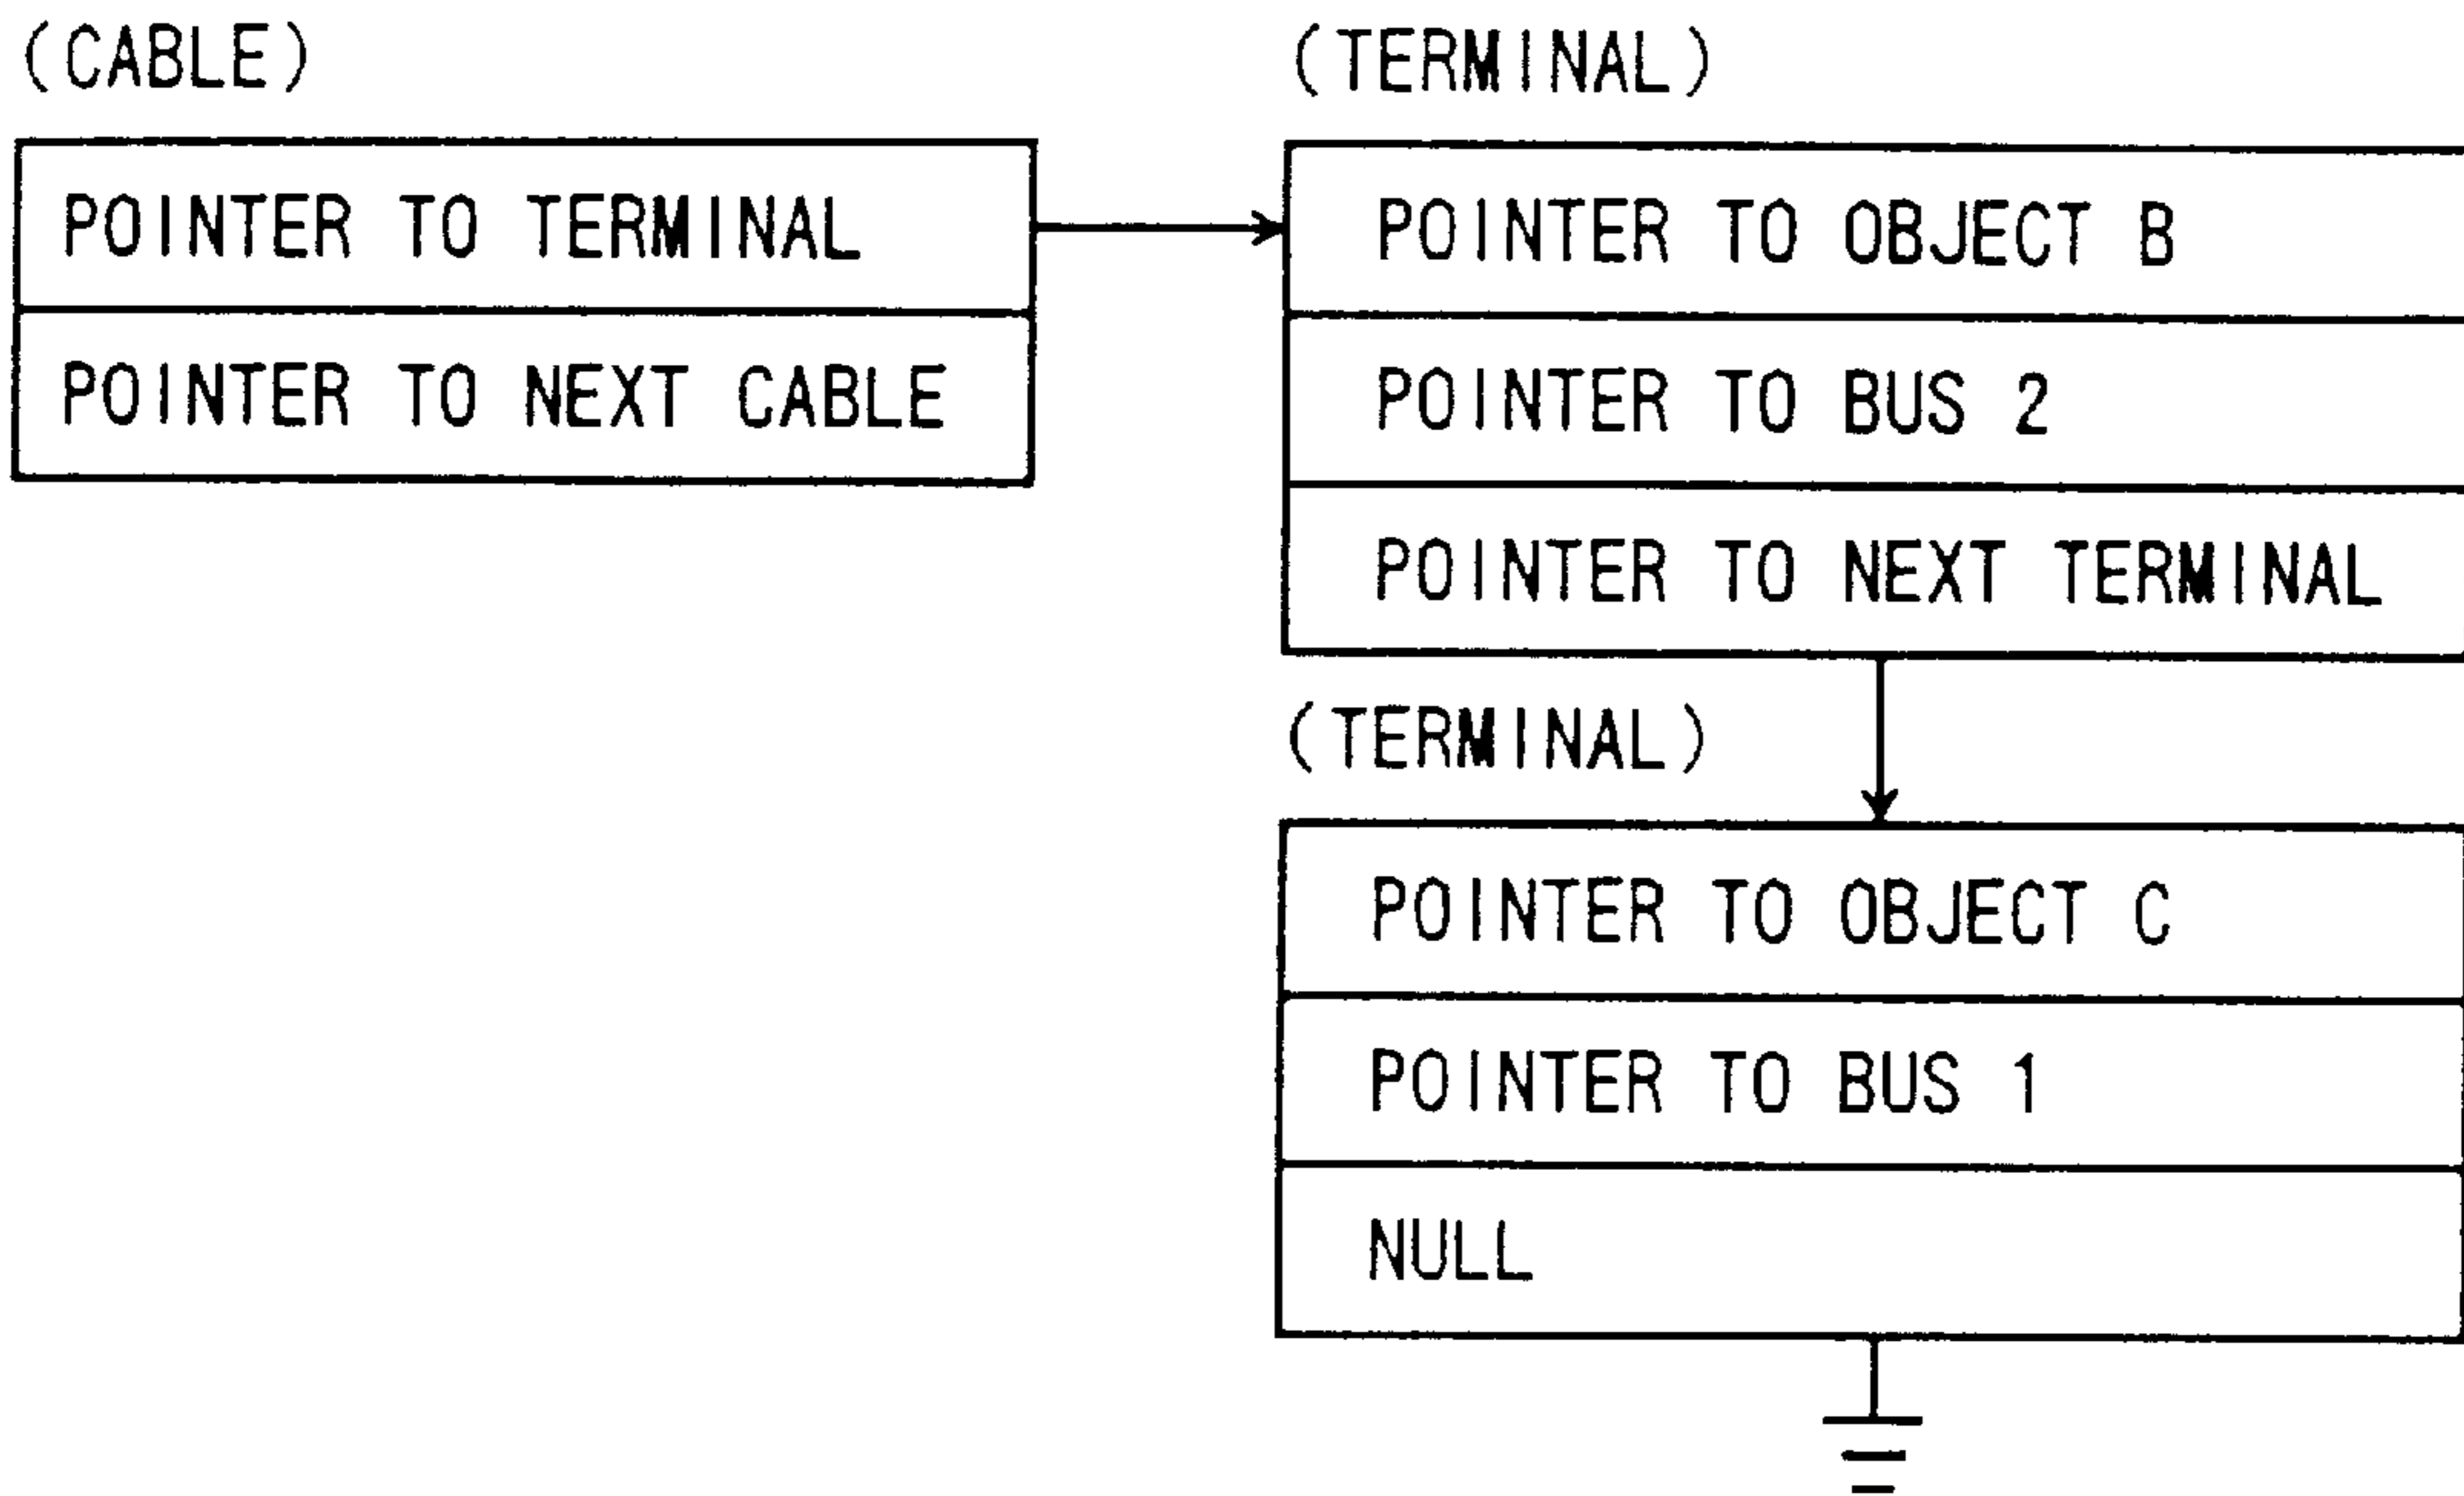 (CABLE)
POINTER TO TERMINAL
POINTER TO NEXT CABLE
(TERMINAL)
POINTER TO OBJECT B
POINTER TO BUS 2
POINTER TO NEXT TERMINAL
(TERMINAL)
POINTER TO OBJECT C
POINTER TO BUS 1
NULL